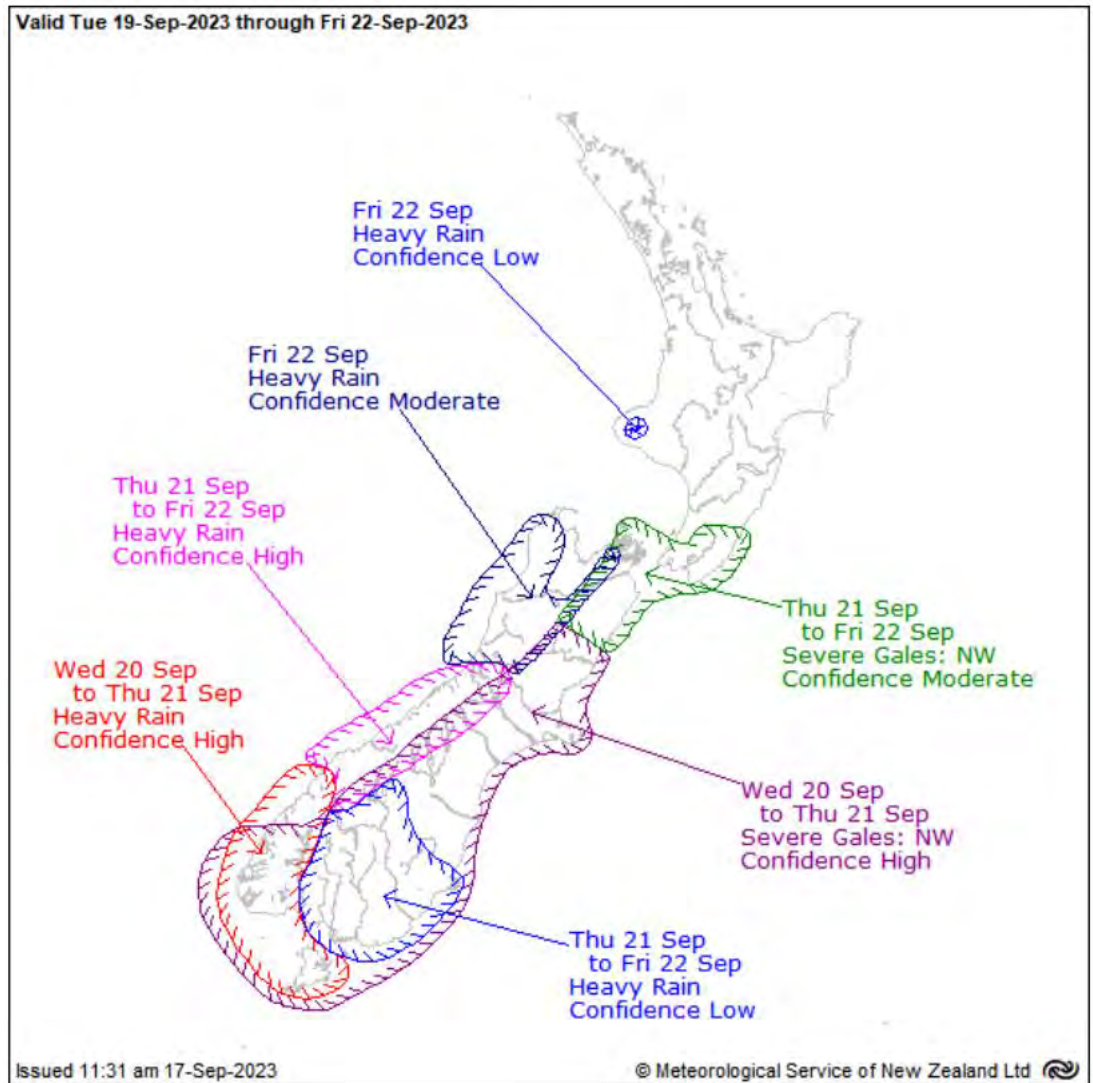 Valid Tue 19-Sep-2023 through Fri 22-Sep-2023
Fri 22 Sep
Heavy Rain
Confidence Low
Fri 22 Sep
Heavy Rain
Confidence Moderate
Thu 21 Sep
to Fri 22 Sep
Heavy Rain
Confidence High
Thu 21 Sep
to Fri 22 Sep
Severe Gales: NW
Confidence Moderate
Wed 20 Sep
to Thu 21 Sep
Heavy Rain
Confidence High
Wed 20 Sep
to Thu 21 Sep
Severe Gales: NW
Confidence High
Thu 21 Sep
to Fri 22 Sep
Heavy Rain
Confidence Low
Issued 11:31 am 17-Sep-2023
© Meteorological Service of New Zealand Ltd